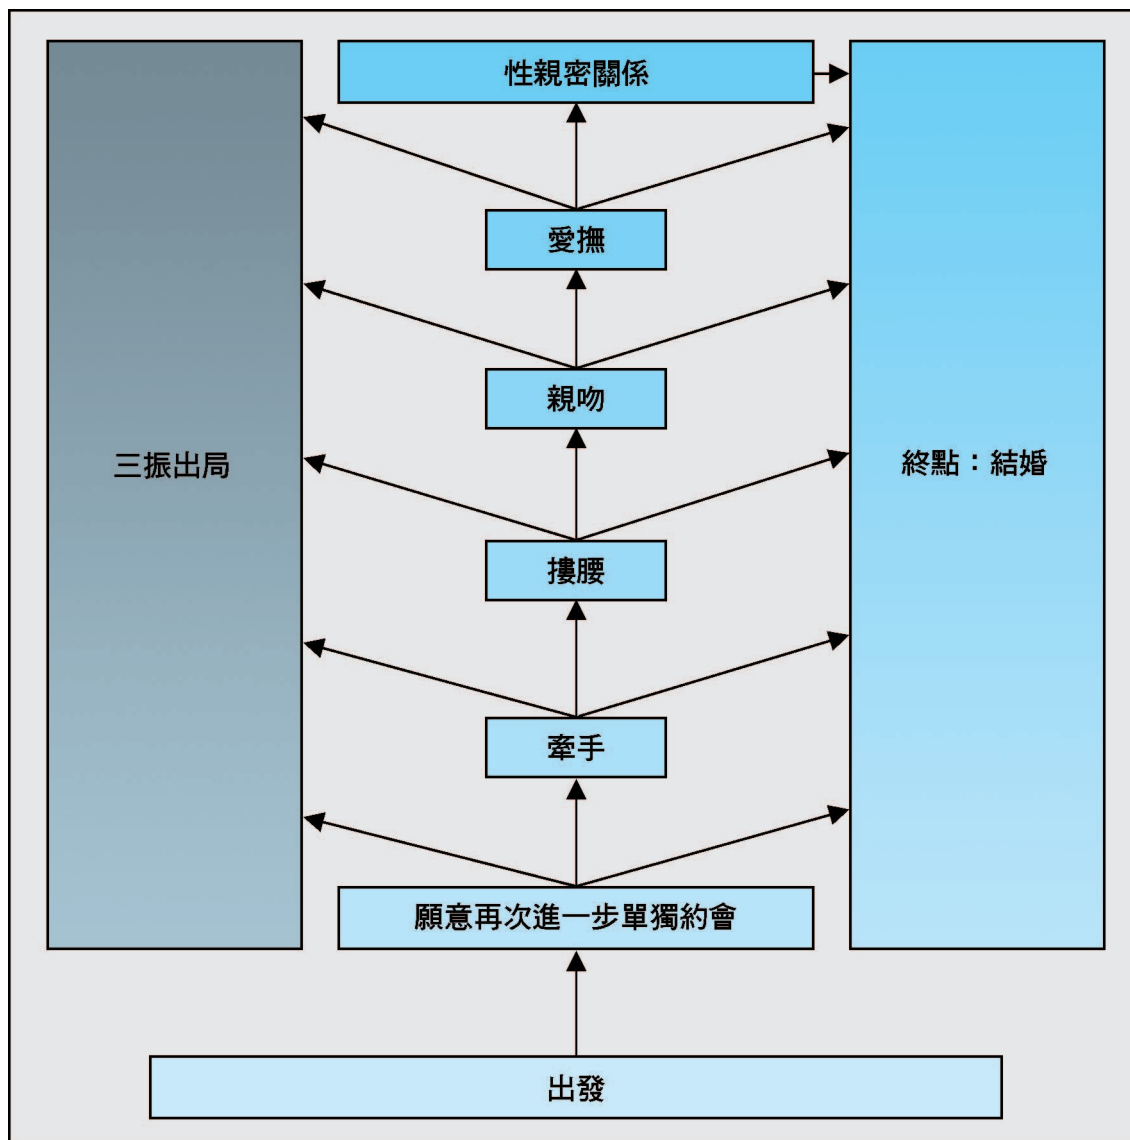 性親密關係
愛撫
親吻
三振出局
終點：結婚
摟腰
牽手
願意再次進一步單獨約會
出發